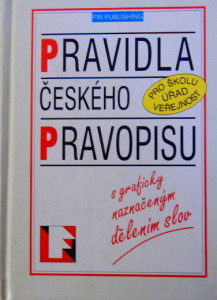 FIN PUBLISHING
PRAVIDLA
ČESKÉHO
PRO ŠKOLU
ÚŘAD
VEŘEJNOST
PRAVOPISU
s graficky
naznačeným
dělením slov